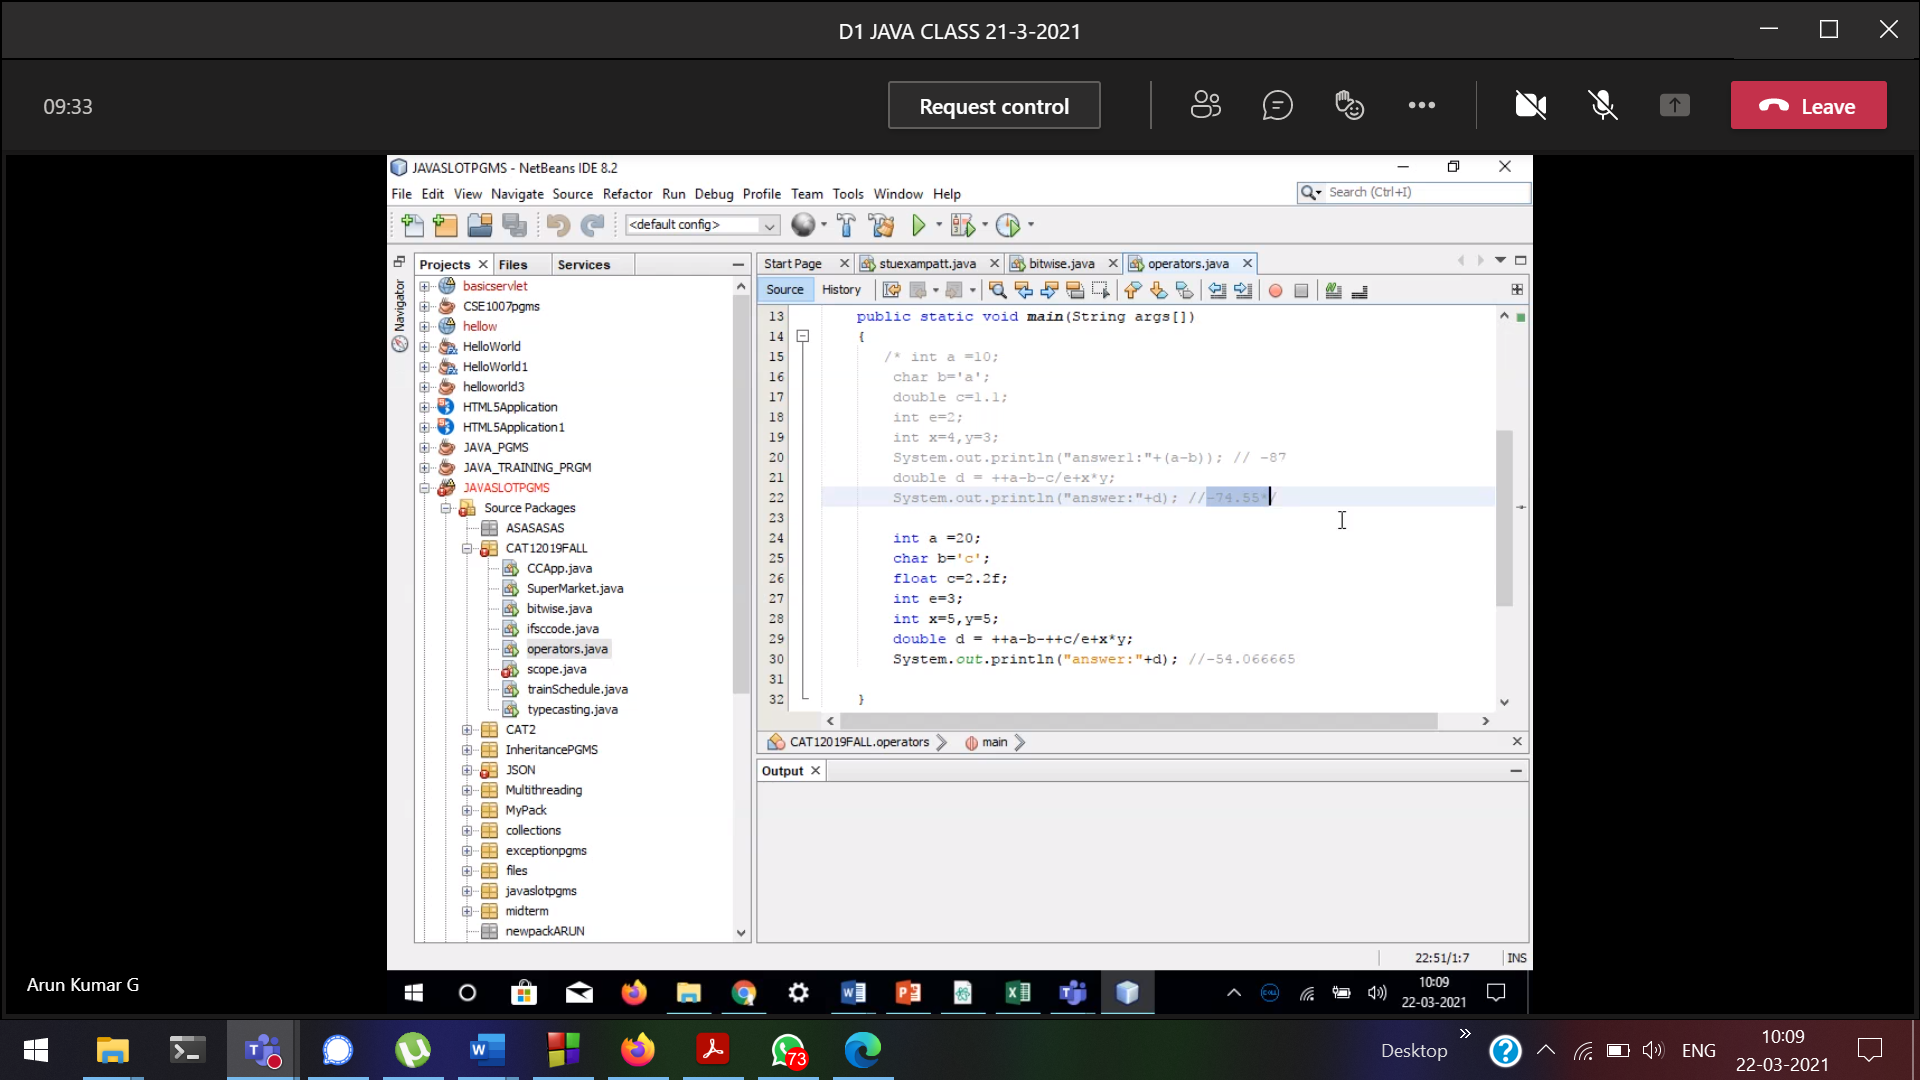 D1 JAVA CLASS 21-3-2021
09:33
Request control
Leave
JAVASLOTPGMS - NetBeans IDE 8.2
File Edit View Navigate Source Refactor Run Debug Profile Team Tools Window Help
Search (Ctrl+I)
<default config>
Projects Files Services
Navigator
basicservlet
CSE1007pgms
hellow
HelloWorld
HelloWorld1
helloworld3
HTML5Application
HTML5Application1
JAVA_PGMS
JAVA_TRAINING_PRGM
JAVASLOTPGMS
Source Packages
ASASASAS
CAT12019FALL
CCApp.java
SuperMarket.java
bitwise.java
ifsccode.java
operators.java
scope.java
trainSchedule.java
typecasting.java
CAT2
InheritancePGMS
JSON
Multithreading
MyPack
collections
exceptionpgms
files
javaslotpgms
midterm
newpackARUN
Start Page stuexampatt.java bitwise.java operators.java
Source History
13 public static void main(String args[])
14 {
15 /* int a =10;
16 char b='a';
17 double c=1.1;
18 int e=2;
19 int x=4,y=3;
20 System.out.println("answer1:"+(a-b)); // -87
21 double d = ++a-b-c/e+x*y;
22 System.out.println("answer:"+d); //-74.55*/
23
24 int a =20;
25 char b='c';
26 float c=2.2f;
27 int e=3;
28 int x=5,y=5;
29 double d = ++a-b-++c/e+x*y;
30 System.out.println("answer:"+d); //-54.066665
31
32 }
CAT12019FALL.operators main
Output
22:51/1:7 INS
Arun Kumar G
10:09
22-03-2021
73
Desktop
ENG
10:09
22-03-2021